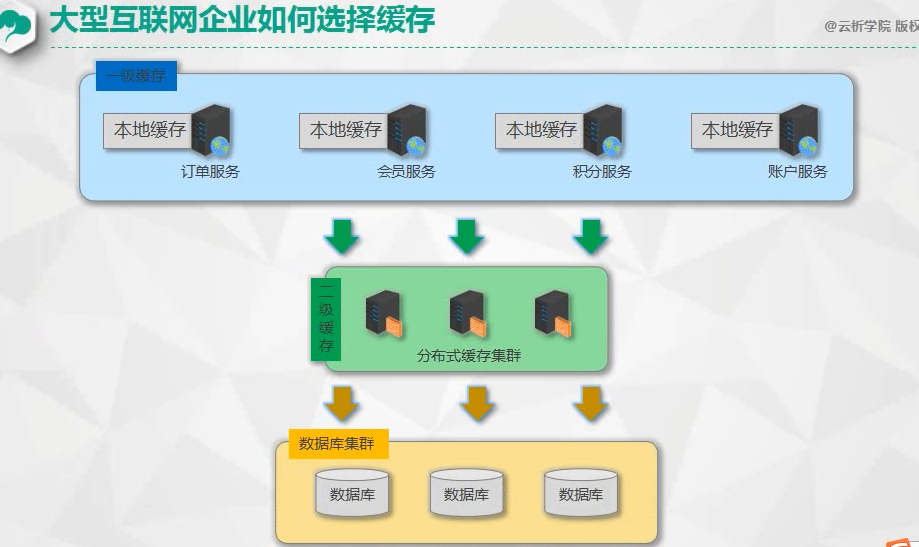 大型互联网企业如何选择缓存
@云析学院 版权
一级缓存
本地缓存 本地缓存 本地缓存 本地缓存
订单服务 会员服务 积分服务 账户服务
二级缓存
分布式缓存集群
数据库集群
数据库 数据库 数据库